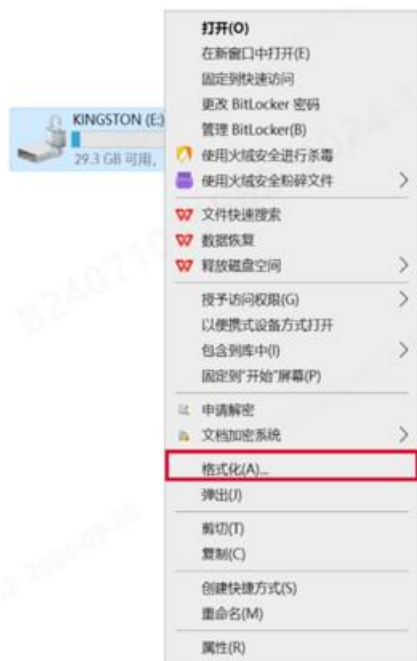 打开(O)
在新窗口中打开(E)
固定到快速访问
更改 BitLocker 密码
管理 BitLocker(B)
使用火绒安全进行杀毒
使用火绒安全粉碎文件
文件快速搜索
数据恢复
释放磁盘空间
授予访问权限(G)
以便携式设备方式打开
包含到库中(I)
固定到"开始"屏幕(P)
申请解密
文档加密系统
格式化(A)...
弹出(J)
剪切(T)
复制(C)
创建快捷方式(S)
重命名(M)
属性(R)
KINGSTON (E:)
29.3 GB 可用,